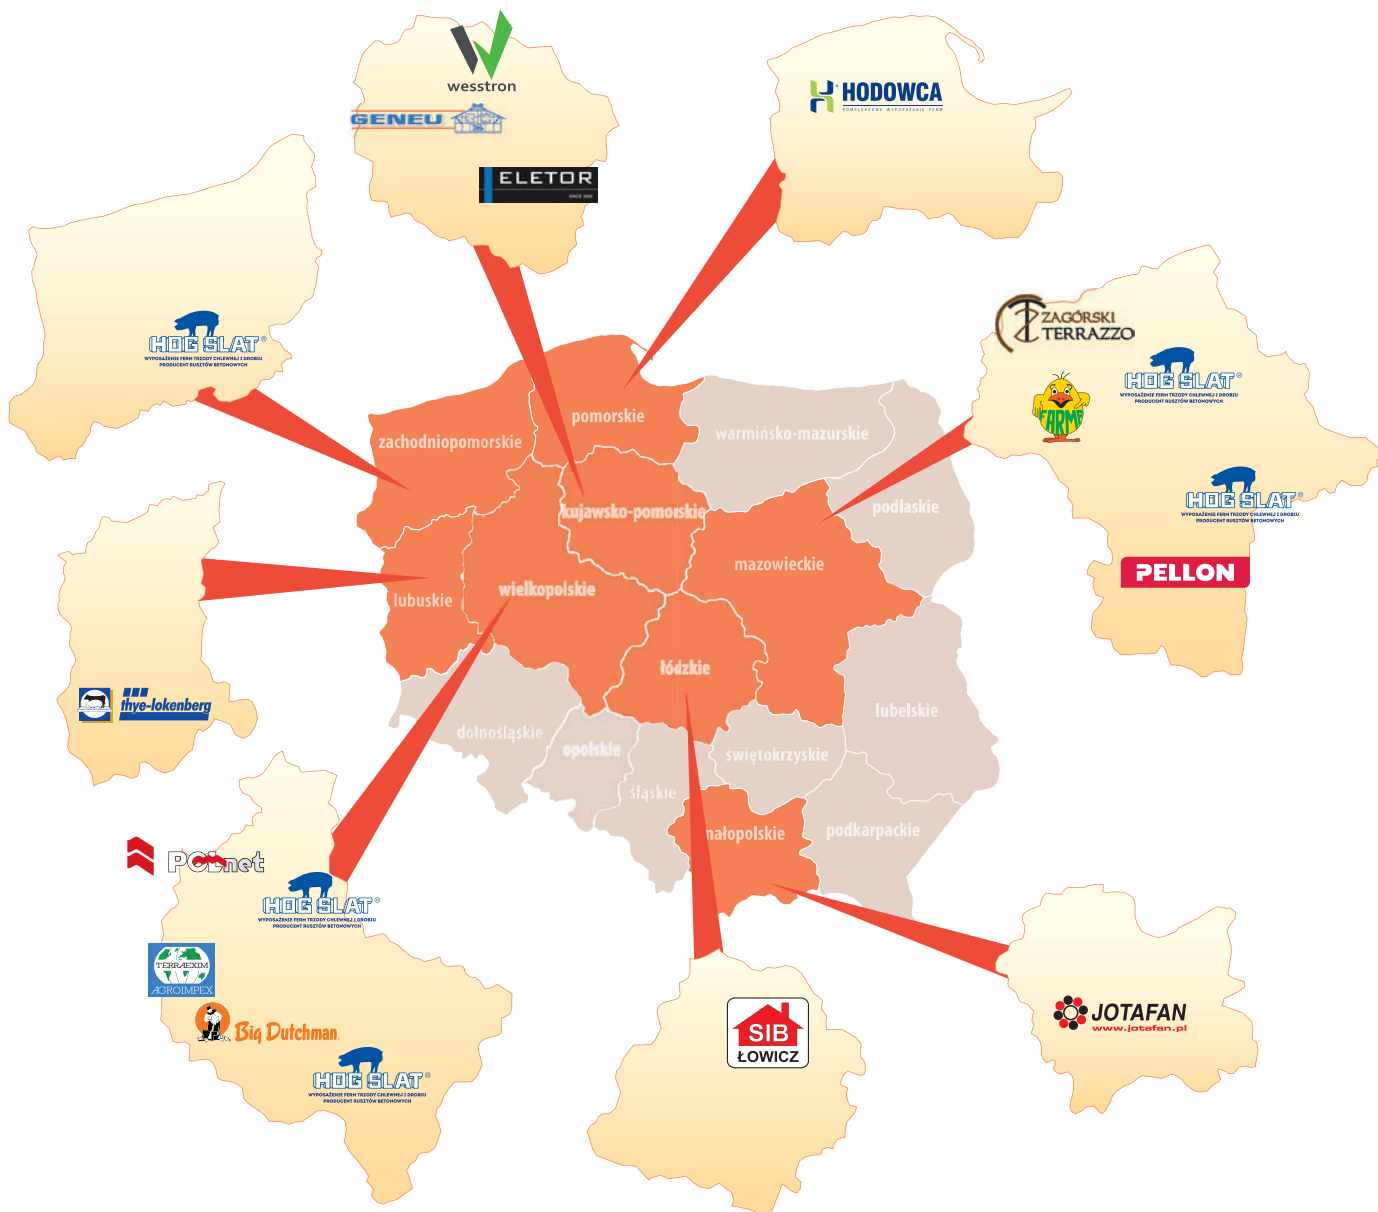 wesstron
GENEU
ELETOR
SINCE 1985
HODOWCA
KOMPLEKSOWE WYPOSAŻANIE FERM
HOG SLAT®
WYPOSAŻENIE FERM TRZODY CHLEWNEJ I DROBIU
PRODUCENT RUSZTÓW BETONOWYCH
ZAGÓRSKI
TERRAZZO
HOG SLAT®
WYPOSAŻENIE FERM TRZODY CHLEWNEJ I DROBIU
PRODUCENT RUSZTÓW BETONOWYCH
FARMA
HOG SLAT®
WYPOSAŻENIE FERM TRZODY CHLEWNEJ I DROBIU
PRODUCENT RUSZTÓW BETONOWYCH
PELLON
pomorskie
zachodniopomorskie
warmińsko-mazurskie
kujawsko-pomorskie
podlaskie
mazowieckie
wielkopolskie
lubuskie
łódzkie
lubelskie
dolnośląskie
opolskie
świętokrzyskie
śląskie
małopolskie
podkarpackie
thye-lokenberg
POLnet
HOG SLAT®
WYPOSAŻENIE FERM TRZODY CHLEWNEJ I DROBIU
PRODUCENT RUSZTÓW BETONOWYCH
TERRAEXIM
AGROIMPEX
Big Dutchman.
HOG SLAT®
WYPOSAŻENIE FERM TRZODY CHLEWNEJ I DROBIU
PRODUCENT RUSZTÓW BETONOWYCH
SIB
ŁOWICZ
JOTAFAN
www.jotafan.pl